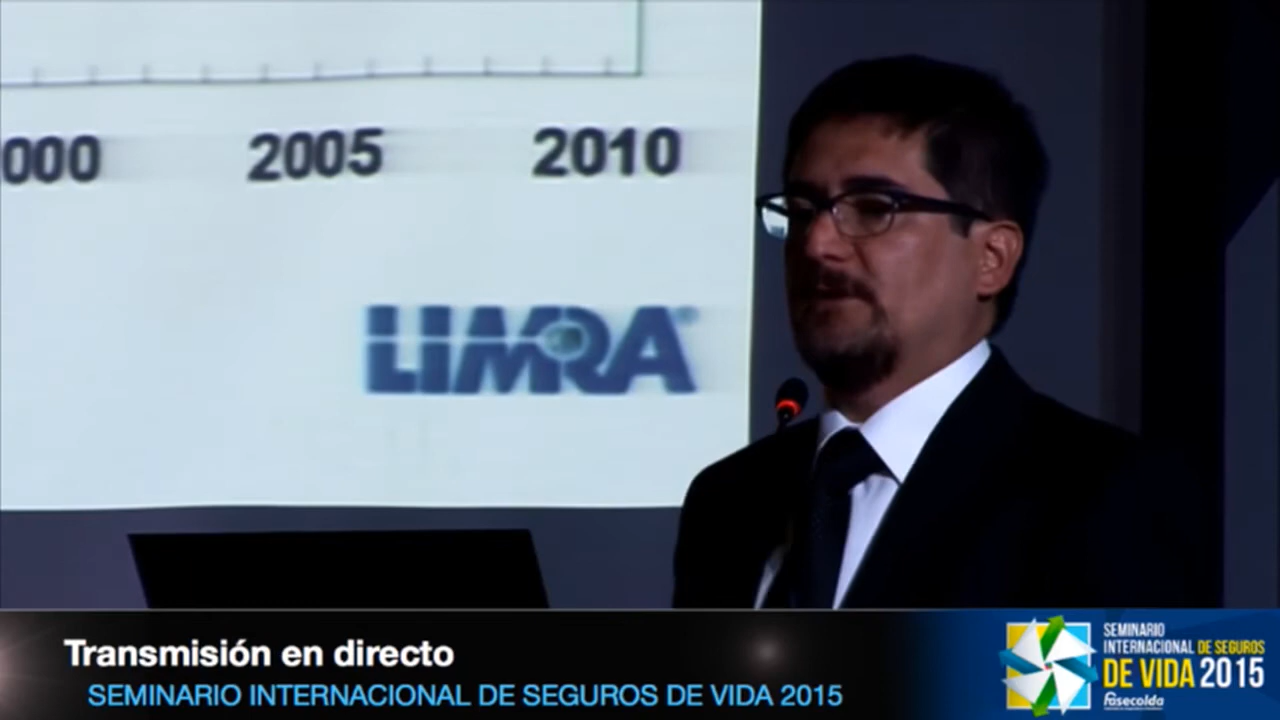 000 2005 2010
LIMRA®
Transmisión en directo
SEMINARIO INTERNACIONAL DE SEGUROS DE VIDA 2015
SEMINARIO
INTERNACIONAL DE SEGUROS
DE VIDA 2015
fasecolda